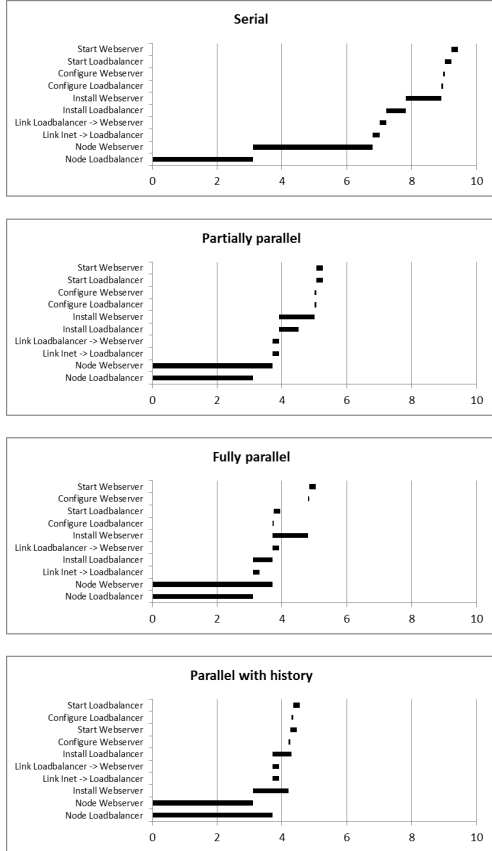 Serial
Start Webserver
Start Loadbalancer
Configure Webserver
Configure Loadbalancer
Install Webserver
Install Loadbalancer
Link Loadbalancer -> Webserver
Link Inet -> Loadbalancer
Node Webserver
Node Loadbalancer
0 2 4 6 8 10
Partially parallel
Start Webserver
Start Loadbalancer
Configure Webserver
Configure Loadbalancer
Install Webserver
Install Loadbalancer
Link Loadbalancer -> Webserver
Link Inet -> Loadbalancer
Node Webserver
Node Loadbalancer
0 2 4 6 8 10
Fully parallel
Start Webserver
Configure Webserver
Start Loadbalancer
Configure Loadbalancer
Install Webserver
Link Loadbalancer -> Webserver
Install Loadbalancer
Link Inet -> Loadbalancer
Node Webserver
Node Loadbalancer
0 2 4 6 8 10
Parallel with history
Start Loadbalancer
Configure Loadbalancer
Start Webserver
Configure Webserver
Install Loadbalancer
Link Loadbalancer -> Webserver
Link Inet -> Loadbalancer
Install Webserver
Node Webserver
Node Loadbalancer
0 2 4 6 8 10